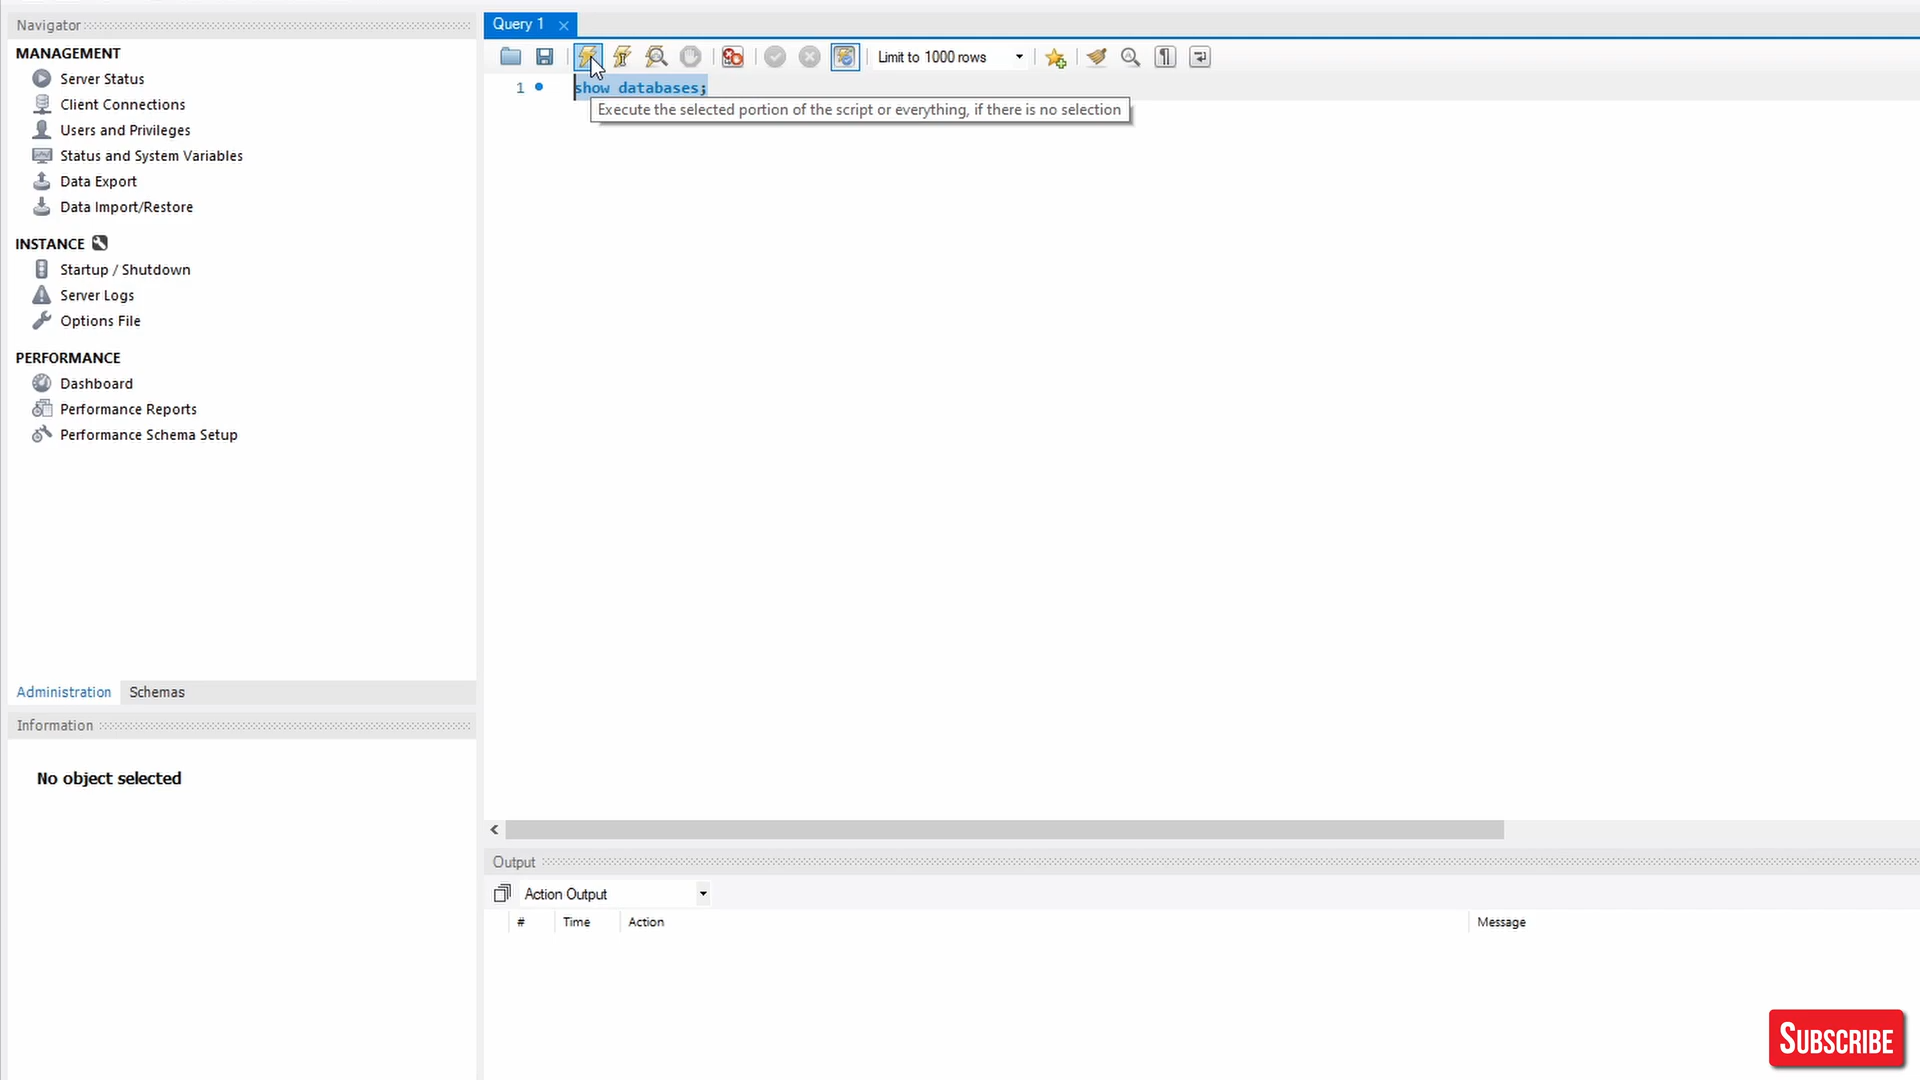 Navigator
MANAGEMENT
Server Status
Client Connections
Users and Privileges
Status and System Variables
Data Export
Data Import/Restore
INSTANCE
Startup / Shutdown
Server Logs
Options File
PERFORMANCE
Dashboard
Performance Reports
Performance Schema Setup
Administration Schemas
Information
No object selected
Query 1
Limit to 1000 rows
1 show databases;
Execute the selected portion of the script or everything, if there is no selection
Output
Action Output
# Time Action Message
SUBSCRIBE